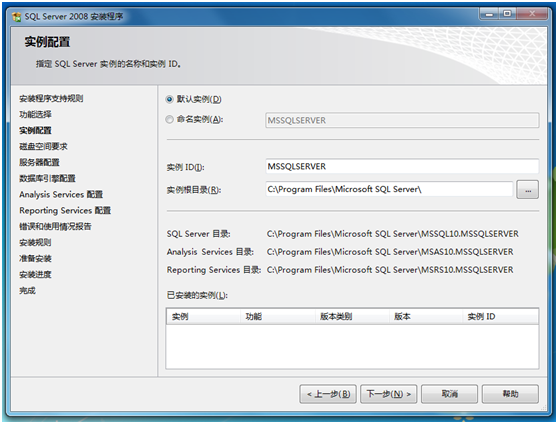 SQL Server 2008 安装程序
实例配置
指定 SQL Server 实例的名称和实例 ID。
安装程序支持规则
功能选择
实例配置
磁盘空间要求
服务器配置
数据库引擎配置
Analysis Services 配置
Reporting Services 配置
错误和使用情况报告
安装规则
准备安装
安装进度
完成
默认实例(D)
命名实例(A): MSSQLSERVER
实例 ID(I): MSSQLSERVER
实例根目录(R): C:\Program Files\Microsoft SQL Server\ ...
SQL Server 目录: C:\Program Files\Microsoft SQL Server\MSSQL10.MSSQLSERVER
Analysis Services 目录: C:\Program Files\Microsoft SQL Server\MSAS10.MSSQLSERVER
Reporting Services 目录: C:\Program Files\Microsoft SQL Server\MSRS10.MSSQLSERVER
已安装的实例(L):
实例 功能 版本类别 版本 实例 ID
< 上一步(B) 下一步(N) > 取消 帮助